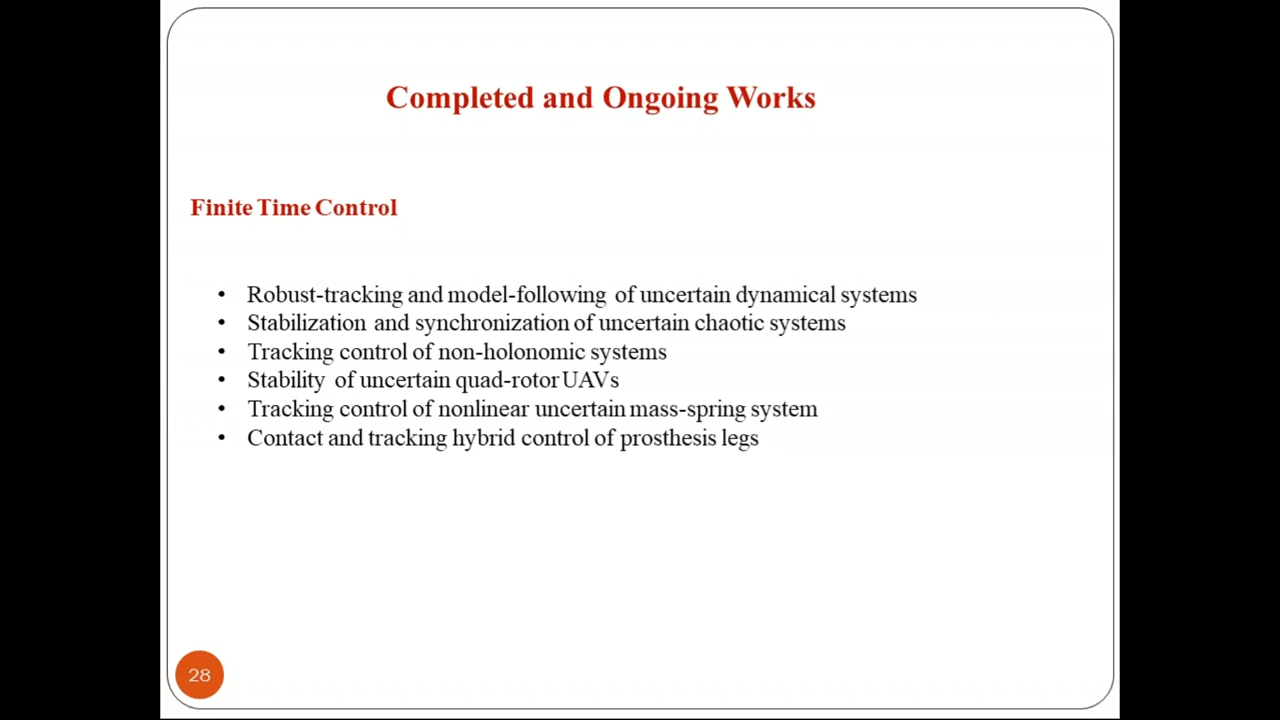 Completed and Ongoing Works
Finite Time Control
• Robust-tracking and model-following of uncertain dynamical systems
• Stabilization and synchronization of uncertain chaotic systems
• Tracking control of non-holonomic systems
• Stability of uncertain quad-rotor UAVs
• Tracking control of nonlinear uncertain mass-spring system
• Contact and tracking hybrid control of prosthesis legs
28